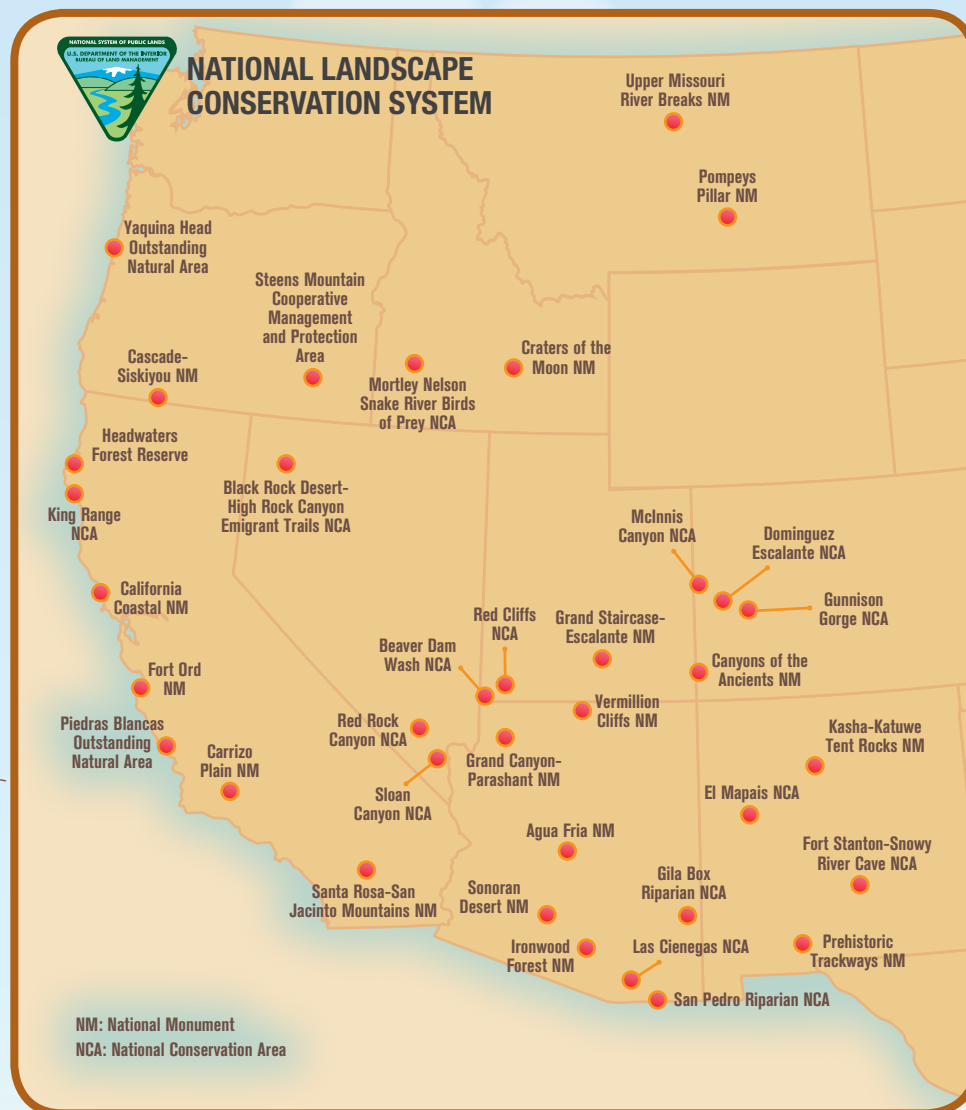 NATIONAL SYSTEM OF PUBLIC LANDS
U.S. DEPARTMENT OF THE INTERIOR
BUREAU OF LAND MANAGEMENT
NATIONAL LANDSCAPE
CONSERVATION SYSTEM
Upper Missouri
River Breaks NM
Pompeys
Pillar NM
Yaquina Head
Outstanding
Natural Area
Steens Mountain
Cooperative
Management
and Protection
Area
Cascade-
Siskiyou NM
Mortley Nelson
Snake River Birds
of Prey NCA
Craters of the
Moon NM
Headwaters
Forest Reserve
King Range
NCA
Black Rock Desert-
High Rock Canyon
Emigrant Trails NCA
McInnis
Canyon NCA
Dominguez
Escalante NCA
Gunnison
Gorge NCA
California
Coastal NM
Red Cliffs
NCA
Grand Staircase-
Escalante NM
Beaver Dam
Wash NCA
Canyons of the
Ancients NM
Fort Ord
NM
Vermillion
Cliffs NM
Piedras Blancas
Outstanding
Natural Area
Red Rock
Canyon NCA
Carrizo
Plain NM
Grand Canyon-
Parashant NM
Kasha-Katuwe
Tent Rocks NM
Sloan
Canyon NCA
El Mapais NCA
Agua Fria NM
Fort Stanton-Snowy
River Cave NCA
Santa Rosa-San
Jacinto Mountains NM
Sonoran
Desert NM
Gila Box
Riparian NCA
Ironwood
Forest NM
Las Cienegas NCA
Prehistoric
Trackways NM
San Pedro Riparian NCA
NM: National Monument
NCA: National Conservation Area